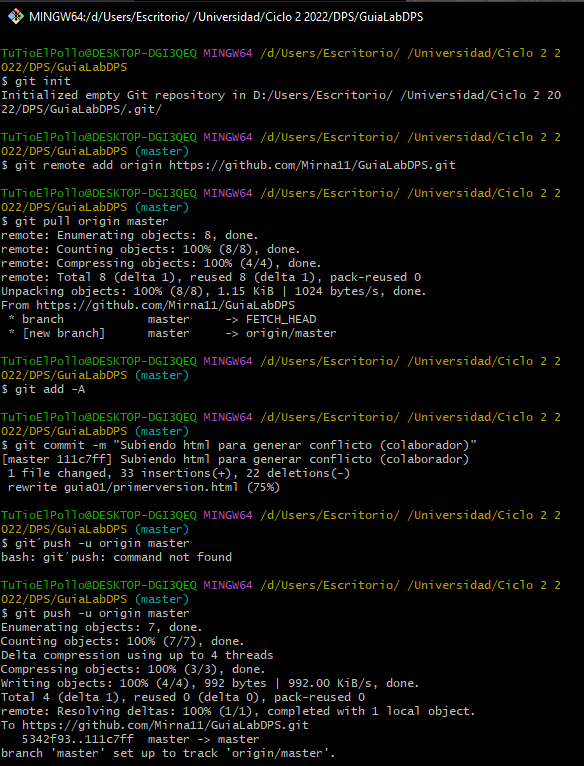 MINGW64:/d/Users/Escritorio/ /Universidad/Ciclo 2 2022/DPS/GuiaLabDPS
TuTioElPollo@DESKTOP-DGI3QEQ MINGW64 /d/Users/Escritorio/ /Universidad/Ciclo 2 2
022/DPS/GuiaLabDPS
$ git init
Initialized empty Git repository in D:/Users/Escritorio/ /Universidad/Ciclo 2 20
22/DPS/GuiaLabDPS/.git/
TuTioElPollo@DESKTOP-DGI3QEQ MINGW64 /d/Users/Escritorio/ /Universidad/Ciclo 2 2
022/DPS/GuiaLabDPS (master)
$ git remote add origin https://github.com/Mirna11/GuiaLabDPS.git
TuTioElPollo@DESKTOP-DGI3QEQ MINGW64 /d/Users/Escritorio/ /Universidad/Ciclo 2 2
022/DPS/GuiaLabDPS (master)
$ git pull origin master
remote: Enumerating objects: 8, done.
remote: Counting objects: 100% (8/8), done.
remote: Compressing objects: 100% (4/4), done.
remote: Total 8 (delta 1), reused 8 (delta 1), pack-reused 0
Unpacking objects: 100% (8/8), 1.15 KiB | 1024 bytes/s, done.
From https://github.com/Mirna11/GuiaLabDPS
 * branch            master     -> FETCH_HEAD
 * [new branch]      master     -> origin/master
TuTioElPollo@DESKTOP-DGI3QEQ MINGW64 /d/Users/Escritorio/ /Universidad/Ciclo 2 2
022/DPS/GuiaLabDPS (master)
$ git add -A
TuTioElPollo@DESKTOP-DGI3QEQ MINGW64 /d/Users/Escritorio/ /Universidad/Ciclo 2 2
022/DPS/GuiaLabDPS (master)
$ git commit -m "Subiendo html para generar conflicto (colaborador)"
[master 111c7ff] Subiendo html para generar conflicto (colaborador)
 1 file changed, 33 insertions(+), 22 deletions(-)
 rewrite guia01/primerversion.html (75%)
TuTioElPollo@DESKTOP-DGI3QEQ MINGW64 /d/Users/Escritorio/ /Universidad/Ciclo 2 2
022/DPS/GuiaLabDPS (master)
$ git´push -u origin master
bash: git´push: command not found
TuTioElPollo@DESKTOP-DGI3QEQ MINGW64 /d/Users/Escritorio/ /Universidad/Ciclo 2 2
022/DPS/GuiaLabDPS (master)
$ git push -u origin master
Enumerating objects: 7, done.
Counting objects: 100% (7/7), done.
Delta compression using up to 4 threads
Compressing objects: 100% (3/3), done.
Writing objects: 100% (4/4), 992 bytes | 992.00 KiB/s, done.
Total 4 (delta 1), reused 0 (delta 0), pack-reused 0
remote: Resolving deltas: 100% (1/1), completed with 1 local object.
To https://github.com/Mirna11/GuiaLabDPS.git
   5342f93..111c7ff  master -> master
branch 'master' set up to track 'origin/master'.